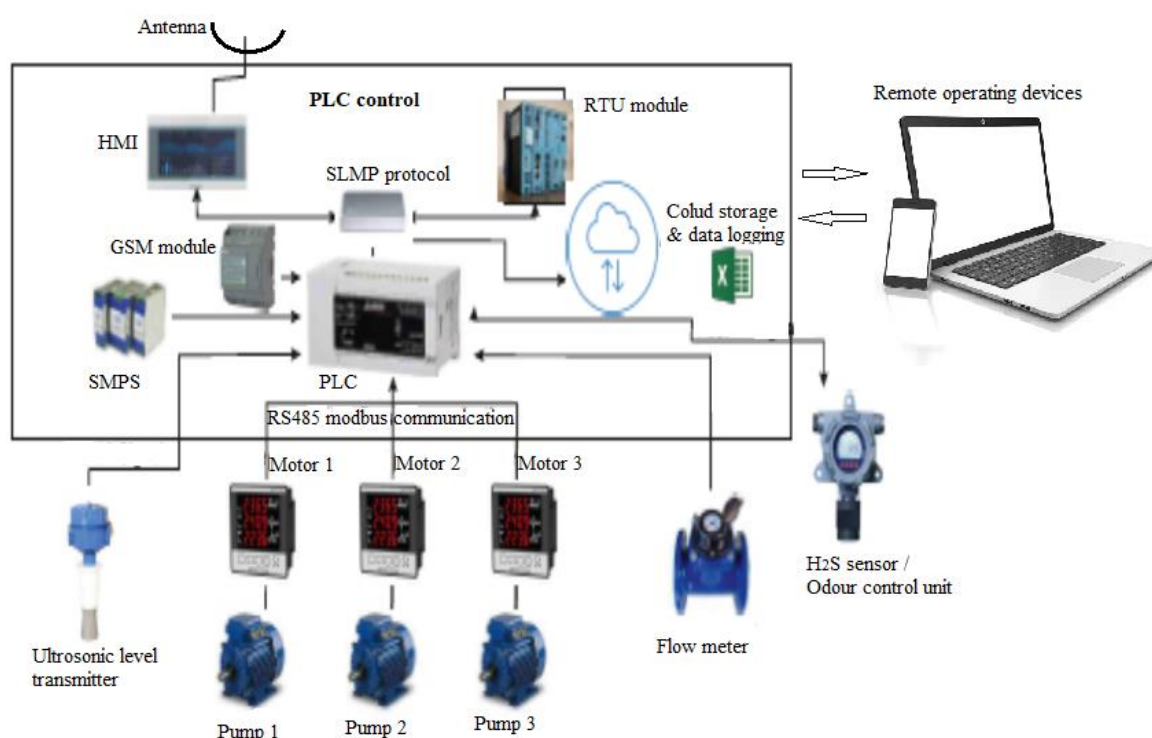 Antenna
PLC control
RTU module
Remote operating devices
HMI
SLMP protocol
Colud storage
& data logging
GSM module
SMPS
PLC
RS485 modbus communication
Motor 1
Motor 2
Motor 3
H2S sensor /
Odour control unit
Flow meter
Ultrosonic level
transmitter
Pump 1
Pump 2
Pump 3